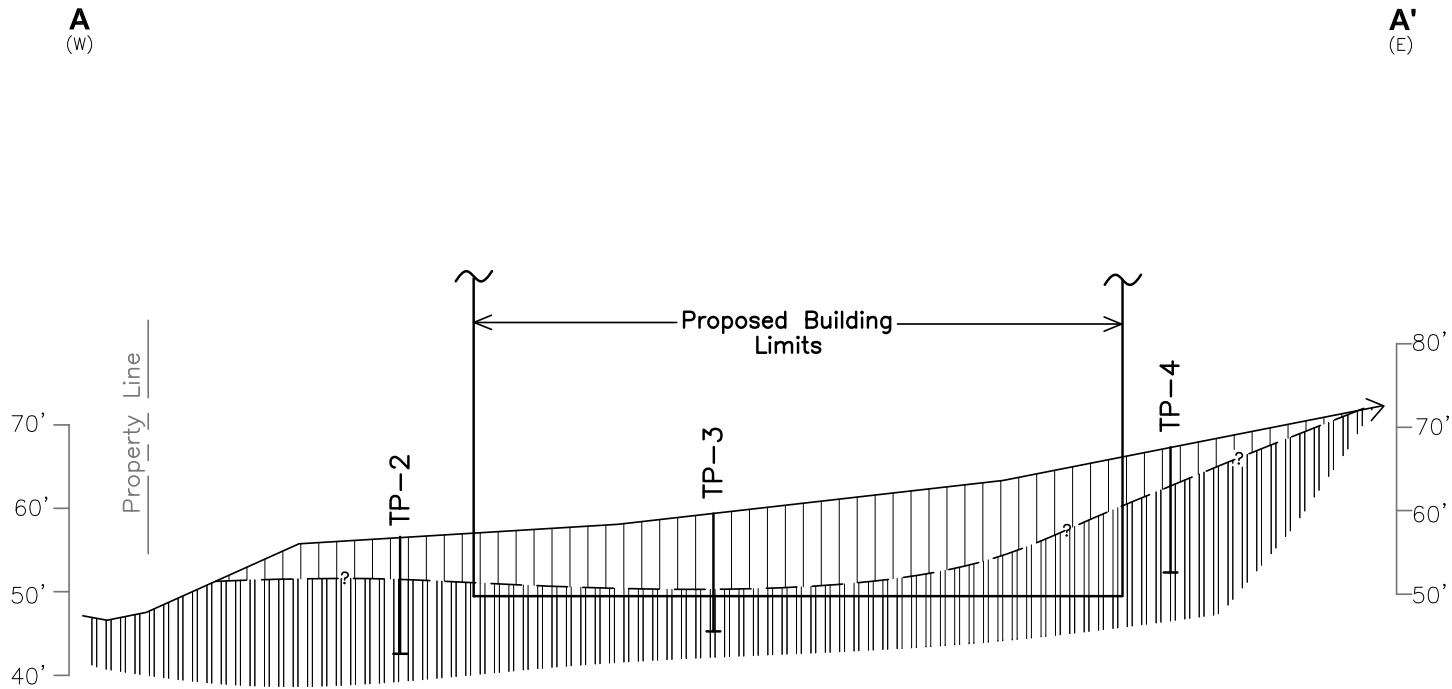 A
(W)
A'
(E)
Proposed Building
Limits
Property Line
TP-2
TP-3
TP-4
70'
60'
50'
40'
80'
70'
60'
50'
?
?
?